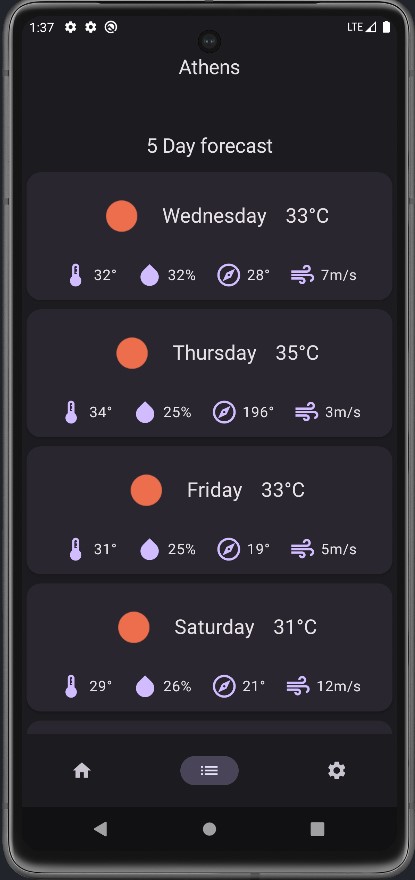 1:37 LTE
Athens
5 Day forecast
Wednesday 33°C
32° 32% 28° 7m/s
Thursday 35°C
34° 25% 196° 3m/s
Friday 33°C
31° 25% 19° 5m/s
Saturday 31°C
29° 26% 21° 12m/s